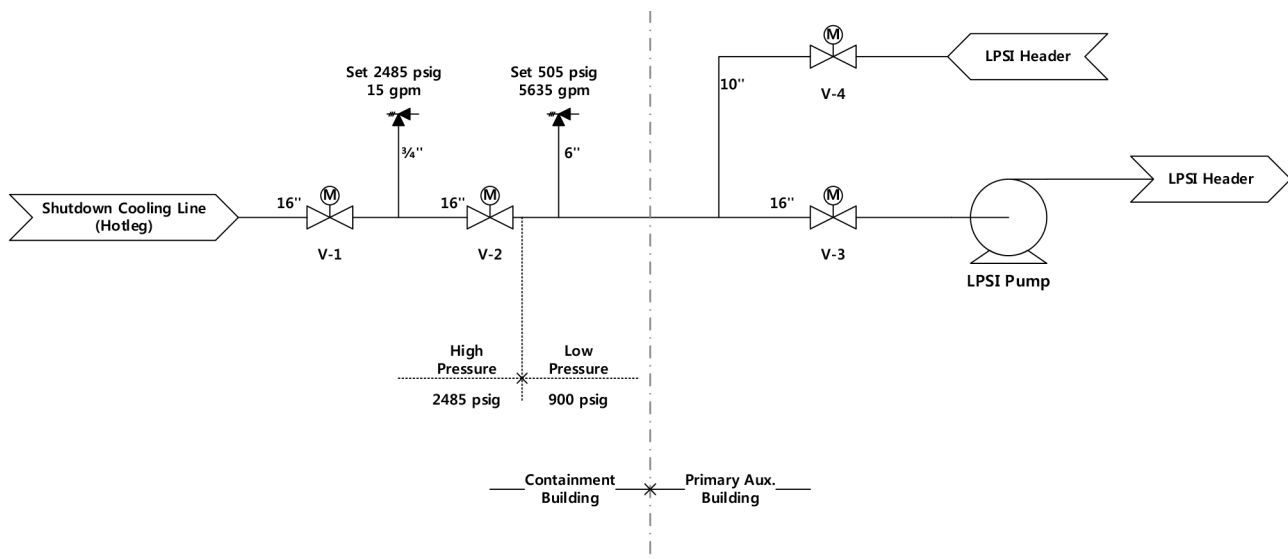 M
LPSI Header
V-4
10"
Set 2485 psig
15 gpm
Set 505 psig
5635 gpm
¾"
6"
Shutdown Cooling Line
(Hotleg)
16"
M
V-1
16"
M
V-2
16"
M
V-3
LPSI Header
LPSI Pump
High
Pressure
2485 psig
Low
Pressure
900 psig
Containment
Building
Primary Aux.
Building